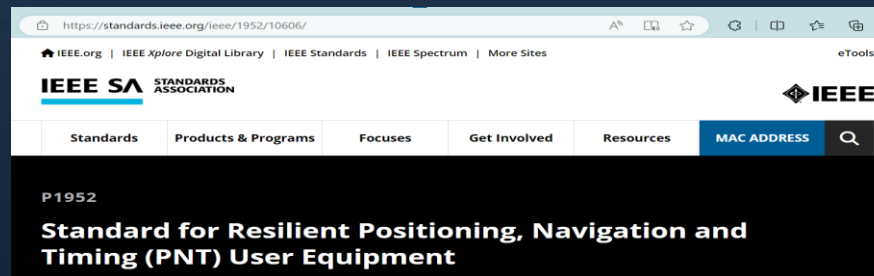 https://standards.ieee.org/ieee/1952/10606/
IEEE.org | IEEE Xplore Digital Library | IEEE Standards | IEEE Spectrum | More Sites
eTools
IEEE SA STANDARDS ASSOCIATION
IEEE
Standards Products & Programs Focuses Get Involved Resources MAC ADDRESS
P1952
Standard for Resilient Positioning, Navigation and
Timing (PNT) User Equipment